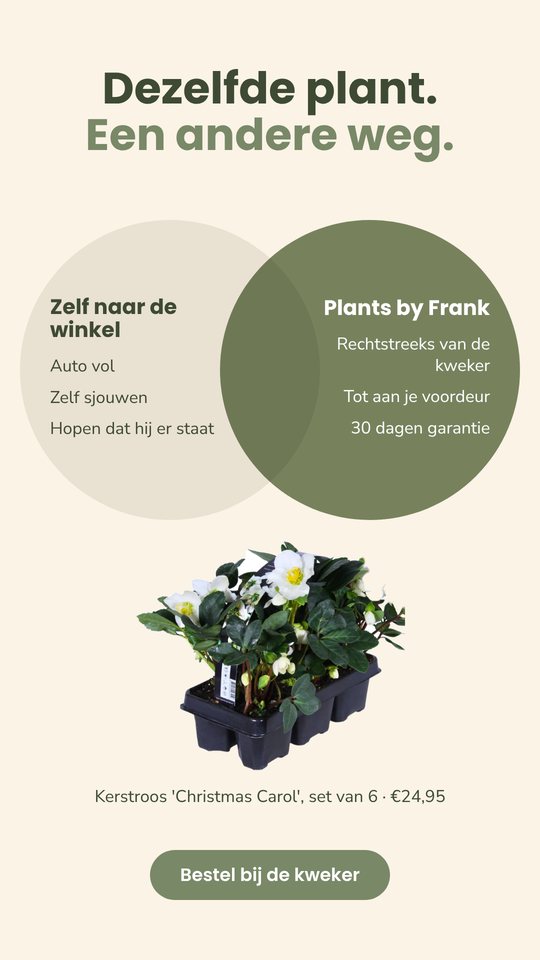 Dezelfde plant.
Een andere weg.
Zelf naar de
winkel
Auto vol
Zelf sjouwen
Hopen dat hij er staat
Plants by Frank
Rechtstreeks van de
kweker
Tot aan je voordeur
30 dagen garantie
Kerstroos 'Christmas Carol', set van 6 · €24,95
Bestel bij de kweker